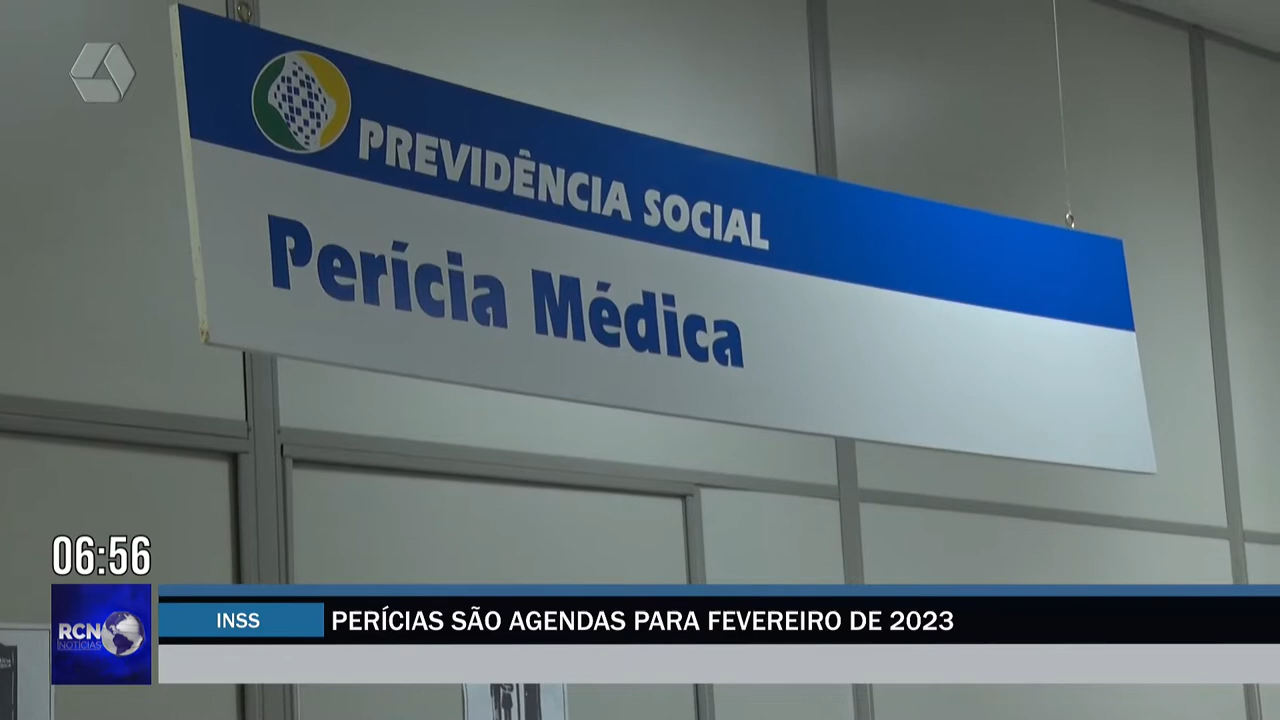 PREVIDÊNCIA SOCIAL
Perícia Médica
06:56
RCN
NOTÍCIAS
INSS
PERÍCIAS SÃO AGENDAS PARA FEVEREIRO DE 2023